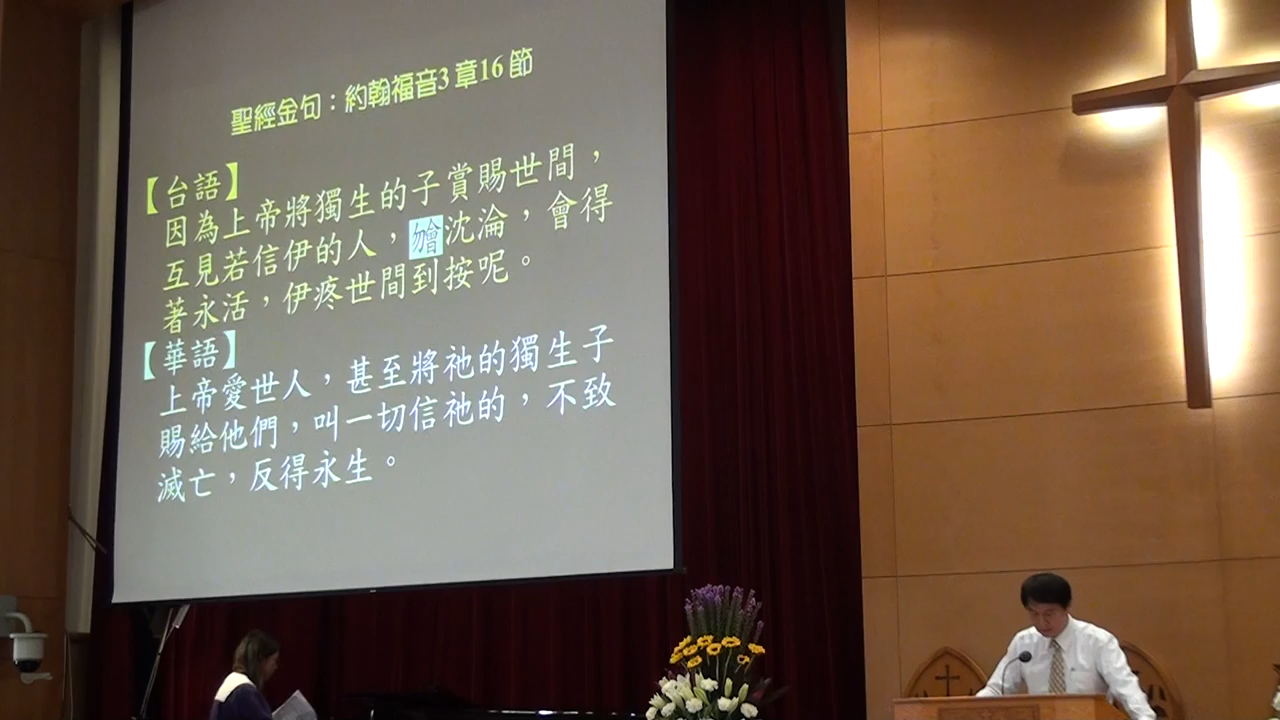 聖經金句：約翰福音3 章16 節
【台語】
因為上帝將獨生的子賞賜世間，
互見若信伊的人，𣍐沈淪，會得
著永活，伊疼世間到按呢。
【華語】
上帝愛世人，甚至將祂的獨生子
賜給他們，叫一切信祂的，不致
滅亡，反得永生。